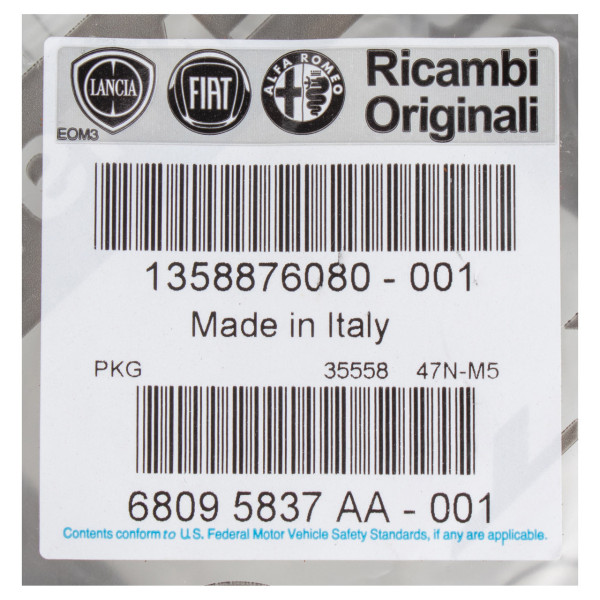 LANCIA FIAT ALFA ROMEO Ricambi
Originali
EOM3
1358876080 - 001
Made in Italy
PKG 35558 47N-M5
6809 5837 AA - 001
Contents conform to U.S. Federal Motor Vehicle Safety Standards, if any are applicable.